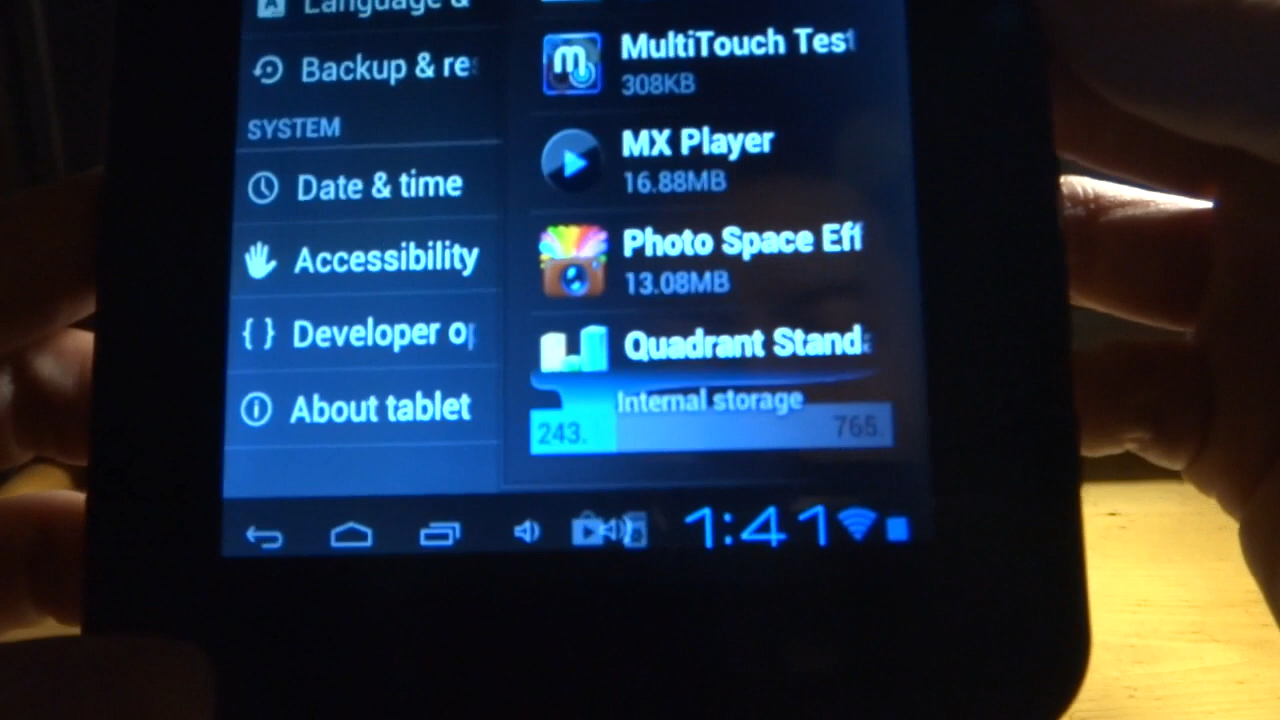 Language &
Backup & re
SYSTEM
Date & time
Accessibility
Developer o
About tablet
MultiTouch Test
308KB
MX Player
16.88MB
Photo Space Eff
13.08MB
Quadrant Stand
Internal storage
243.
765.
1:41